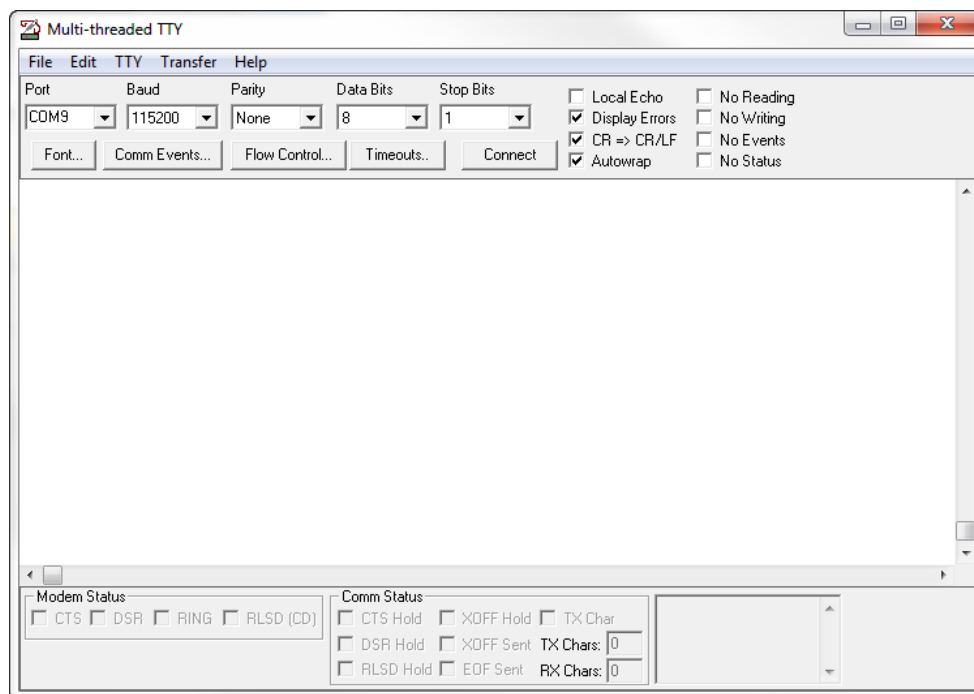 Multi-threaded TTY
File Edit TTY Transfer Help
Port Baud Parity Data Bits Stop Bits
COM9 115200 None 8 1
Local Echo No Reading
Display Errors No Writing
CR => CR/LF No Events
Autowrap No Status
Font... Comm Events... Flow Control... Timeouts.. Connect
Modem Status
CTS DSR RING RLSD (CD)
Comm Status
CTS Hold XOFF Hold TX Char
DSR Hold XOFF Sent TX Chars: 0
RLSD Hold EOF Sent RX Chars: 0